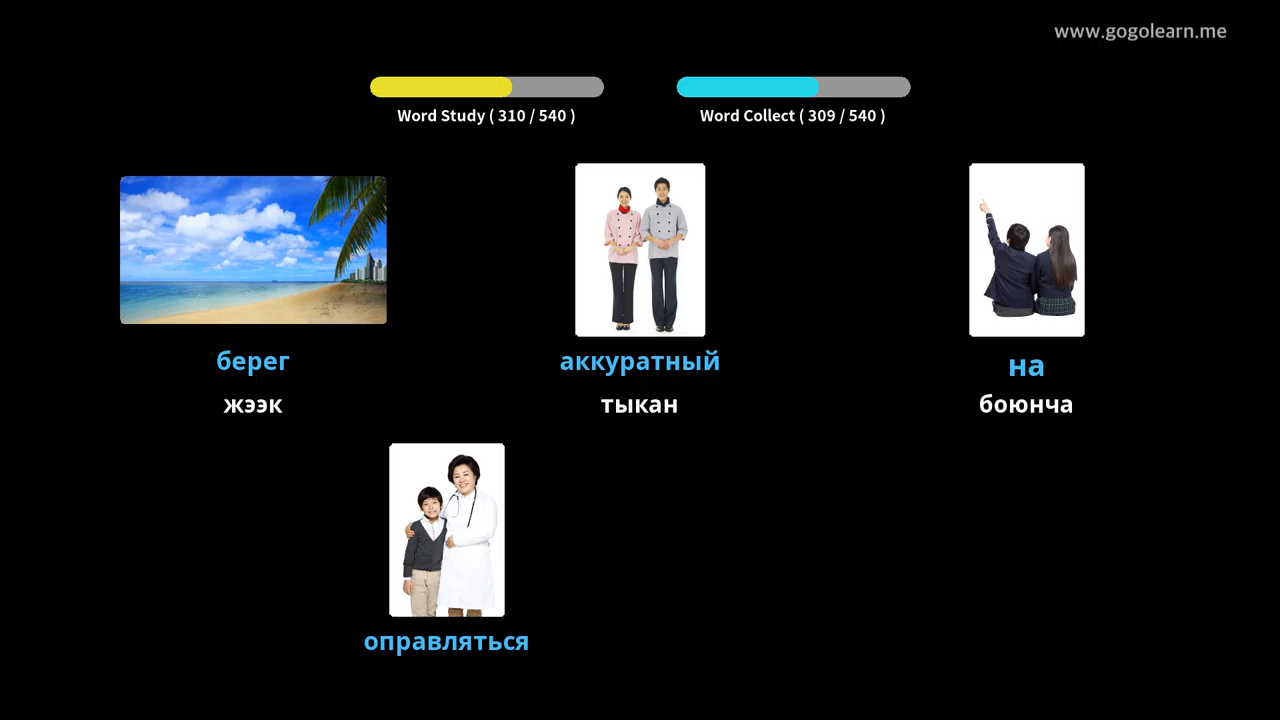 www.gogolearn.me
Word Study ( 310 / 540 )
Word Collect ( 309 / 540 )
берег
жээк
аккуратный
тыкан
на
боюнча
оправляться